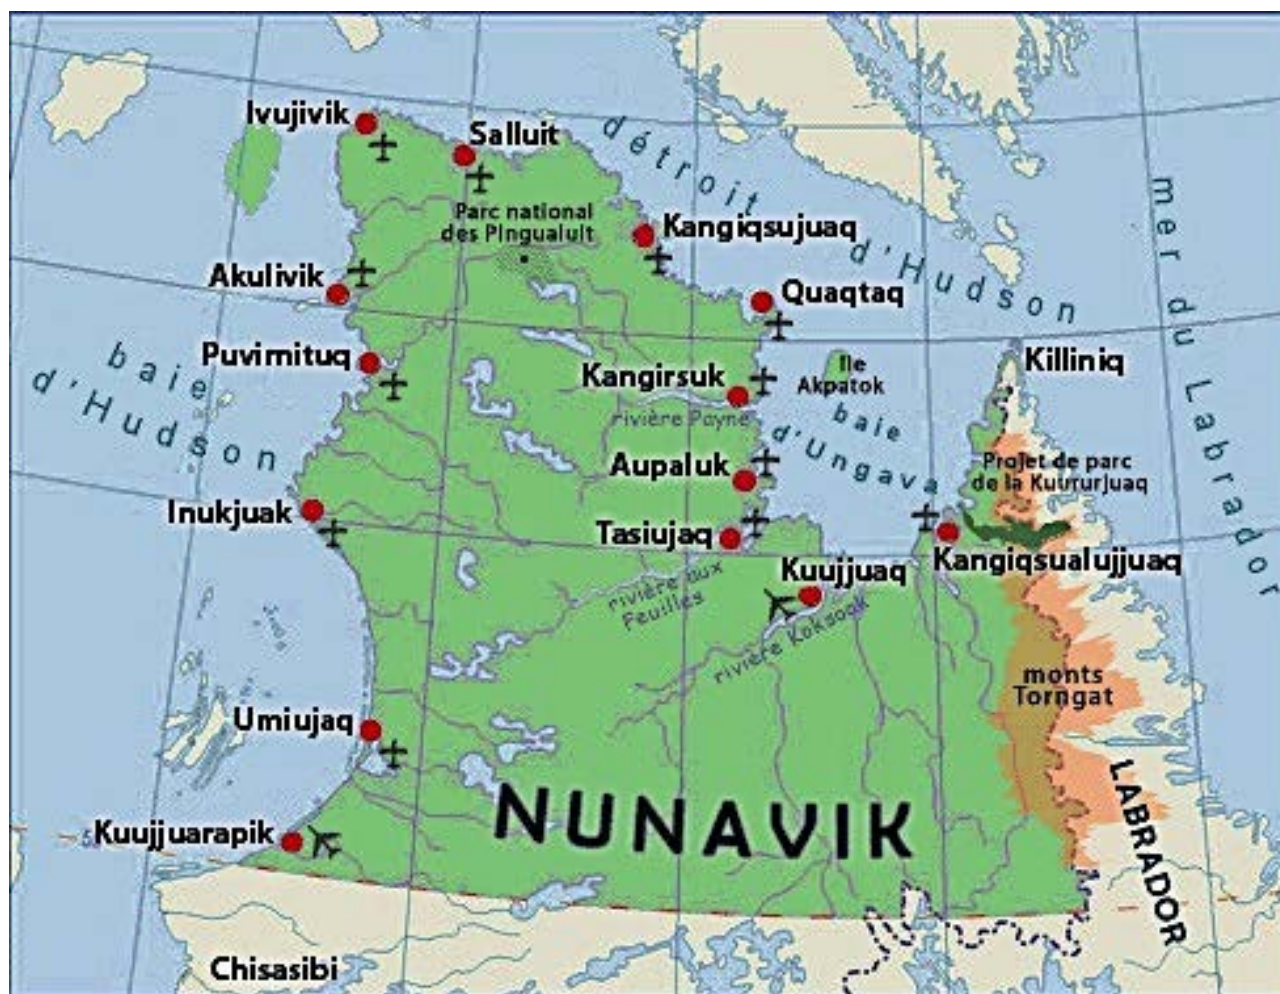 Ivujivik
Salluit
détroit
d'Hudson
mer du Labrador
Parc national
des Pingualuit
Kangiqsujuaq
Akulivik
Quaqtaq
baie
d'Hudson
Puvirnituq
Kangirsuk
rivière Payne
Ile
Akpatok
Killiniq
baie
d'Ungava
Aupaluk
Projet de parc
de la Kuururjuaq
Inukjuak
Tasiujaq
Kangiqsualujjuaq
Kuujjuaq
rivière aux
Feuilles
rivière Koksoak
monts
Torngat
Umiujaq
NUNAVIK
LABRADOR
Kuujjuarapik
Chisasibi